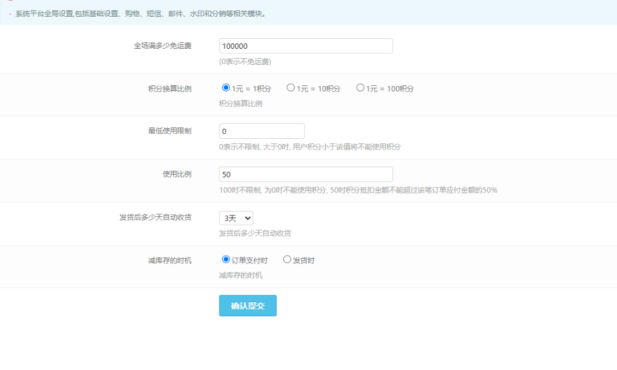 • 系统平台全局设置,包括基础设置、购物、短信、邮件、水印和分销等相关模块。
全场满多少免运费
100000
(0表示不免运费)
积分换算比例
1元 = 1积分 1元 = 10积分 1元 = 100积分
积分换算比例
最低使用限制
0
0表示不限制, 大于0时, 用户积分小于该值将不能使用积分
使用比例
50
100时不限制, 为0时不能使用积分, 50时积分抵扣金额不能超过该笔订单应付金额的50%
发货后多少天自动收货
3天
发货后多少天自动收货
减库存的时机
订单支付时 发货时
减库存的时机
确认提交